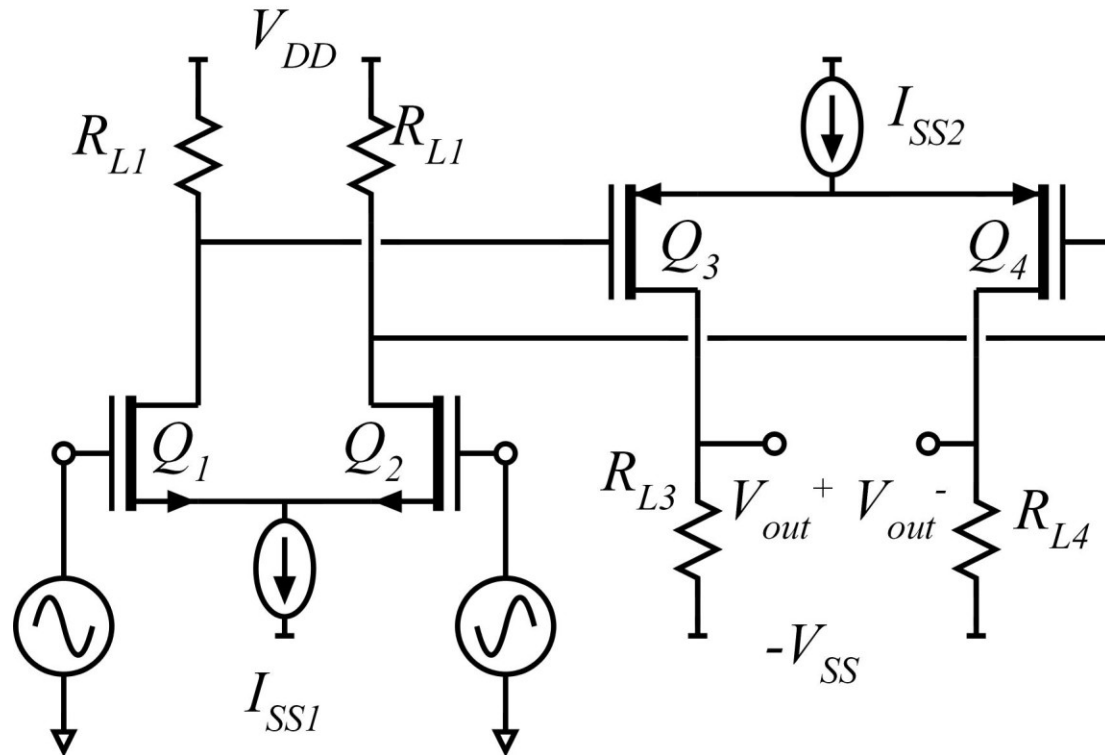 V_DD
R_L1
R_L1
I_SS2
Q_3
Q_4
Q_1
Q_2
R_L3
V_out^+
V_out^-
R_L4
I_SS1
-V_SS